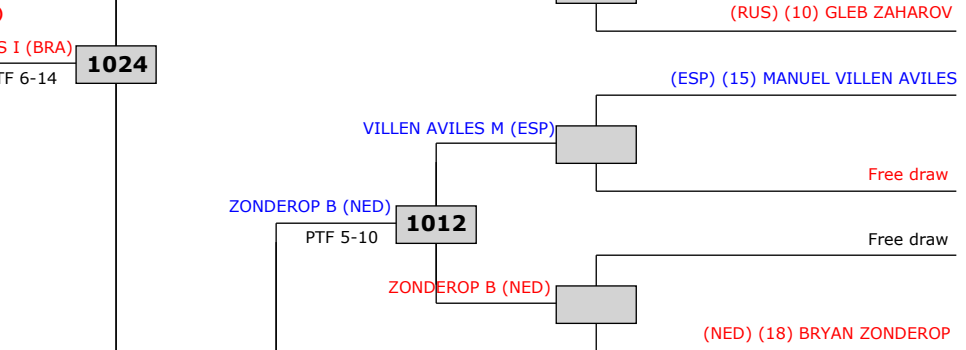 (RUS) (10) GLEB ZAHAROV
)
S I (BRA)
1024
TF 6-14
(ESP) (15) MANUEL VILLEN AVILES
VILLEN AVILES M (ESP)
Free draw
ZONDEROP B (NED)
1012
PTF 5-10
Free draw
ZONDEROP B (NED)
(NED) (18) BRYAN ZONDEROP